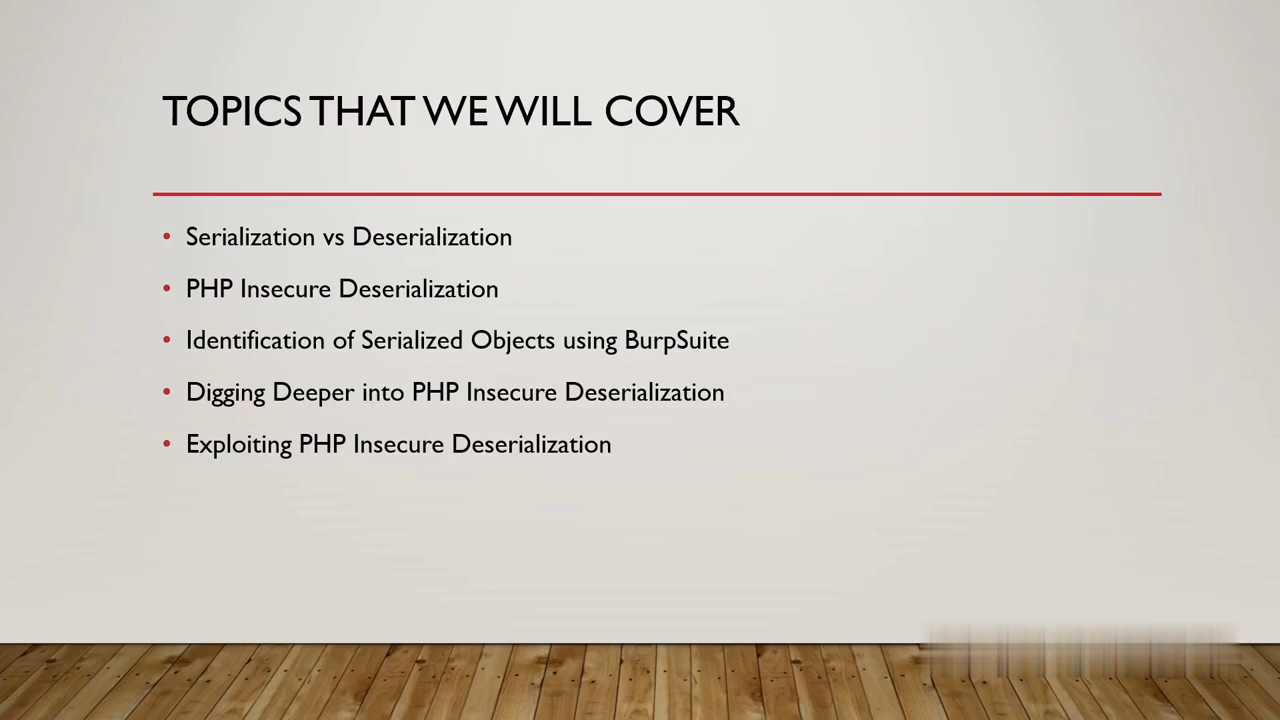 TOPICS THAT WE WILL COVER
• Serialization vs Deserialization
• PHP Insecure Deserialization
• Identification of Serialized Objects using BurpSuite
• Digging Deeper into PHP Insecure Deserialization
• Exploiting PHP Insecure Deserialization